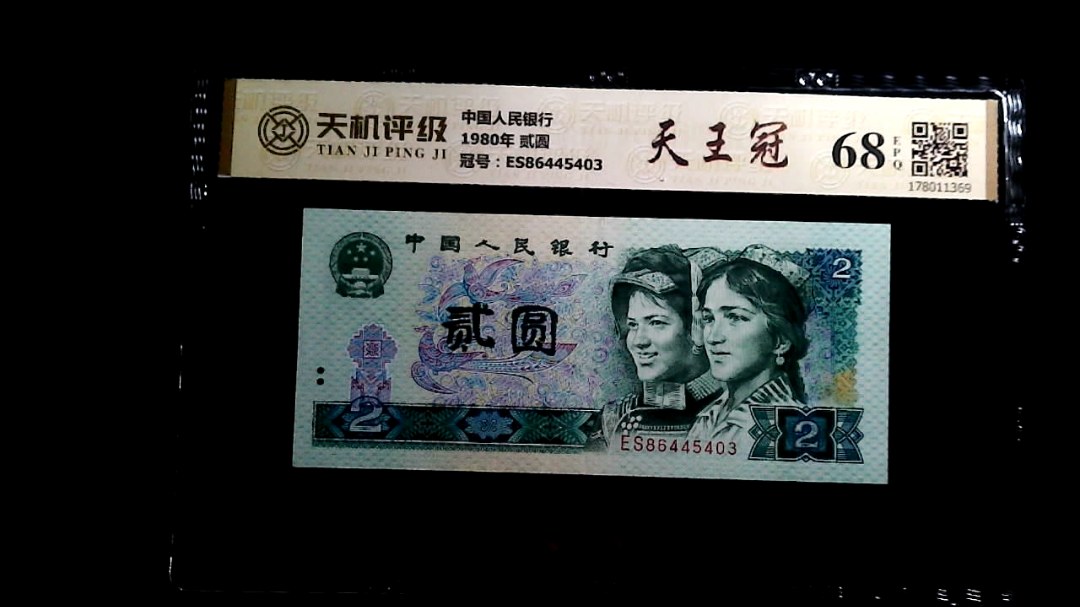 天机评级
TIAN JI PING JI
中国人民银行
1980年 贰圆
冠号：ES86445403
天王冠
68
EPQ
178011369
中国人民银行
2
贰圆
2
ES86445403
2